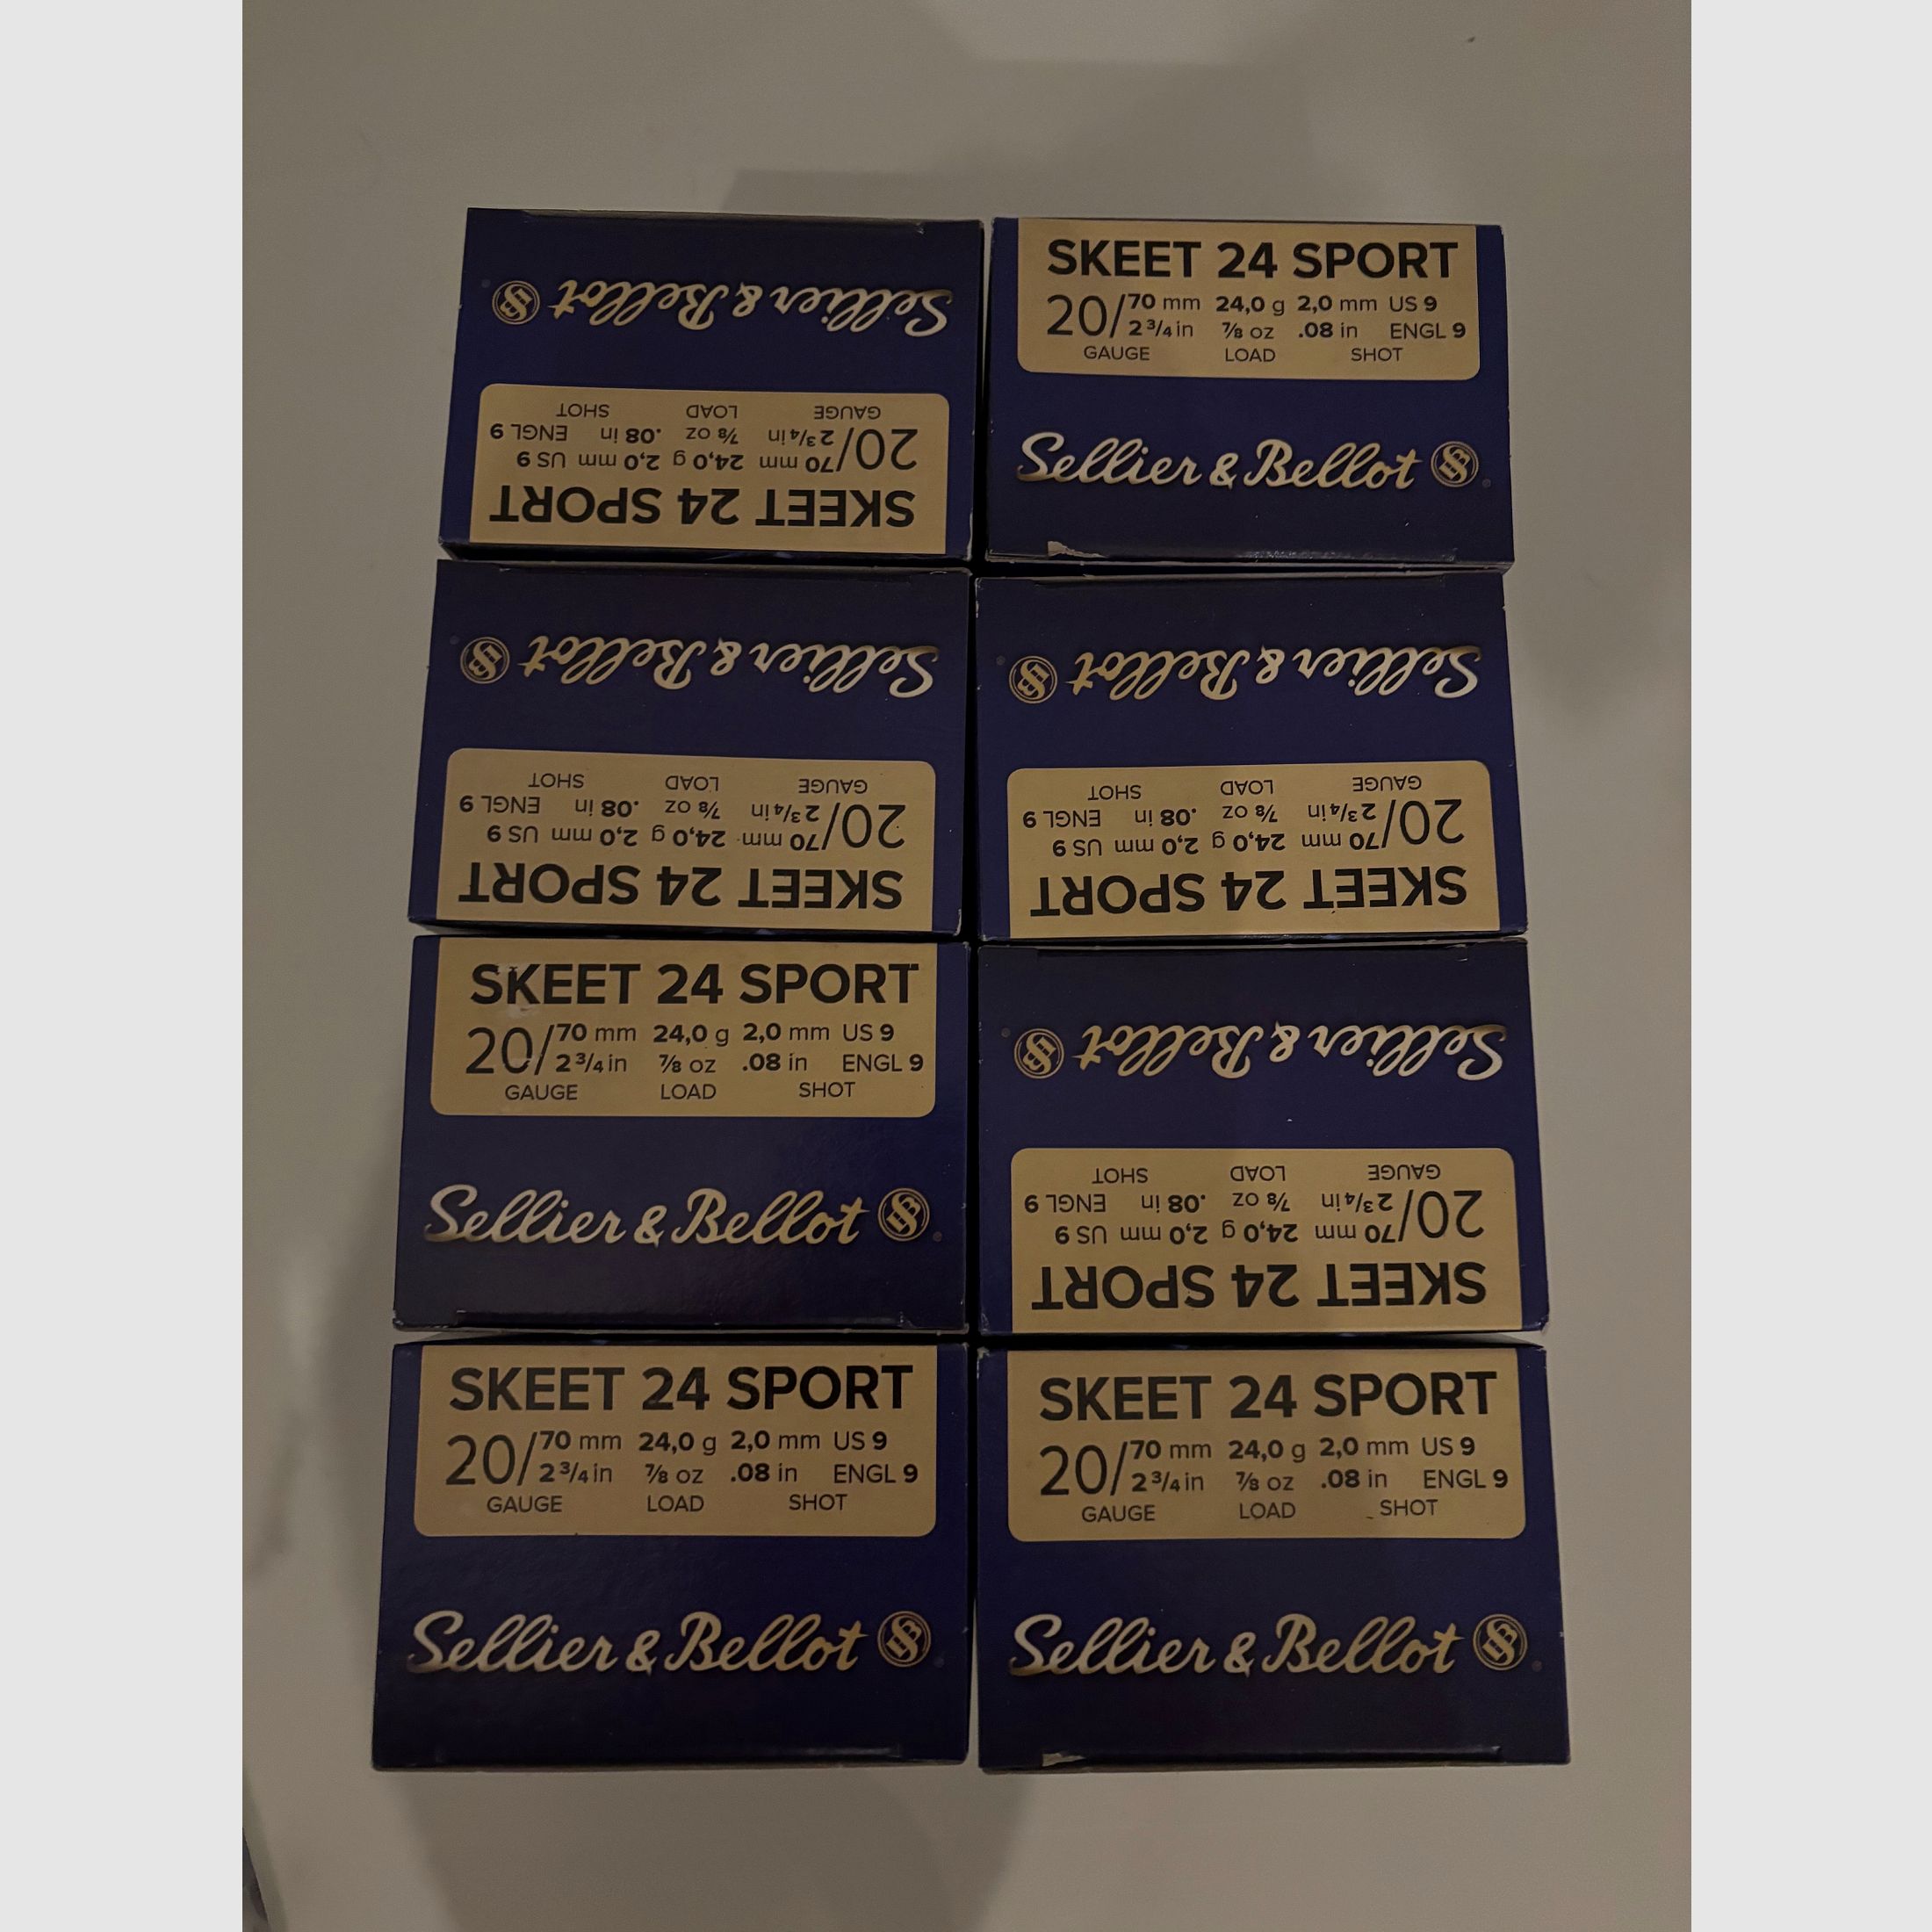 Sellier & Bellot
SHOT LOAD GAUGE
20/70 mm 24,0 g 2,0 mm US 9
2 3/4 in 7/8 oz .08 in ENGL 9
GAUGE LOAD SHOT
SKEET 24 SPORT
SKEET 24 SPORT
20/70 mm 24,0 g 2,0 mm US 9
2 3/4 in 7/8 oz .08 in ENGL 9
GAUGE LOAD SHOT
Sellier & Bellot
SKEET 24 SPORT
20/70 mm 24,0 g 2,0 mm US 9
2 3/4 in 7/8 oz .08 in ENGL 9
GAUGE LOAD SHOT
Sellier & Bellot
SKEET 24 SPORT
20/70 mm 24,0 g 2,0 mm US 9
2 3/4 in 7/8 oz .08 in ENGL 9
GAUGE LOAD SHOT
Sellier & Bellot
SKEET 24 SPORT
20/70 mm 24,0 g 2,0 mm US 9
2 3/4 in 7/8 oz .08 in ENGL 9
GAUGE LOAD SHOT
Sellier & Bellot
SKEET 24 SPORT
20/70 mm 24,0 g 2,0 mm US 9
2 3/4 in 7/8 oz .08 in ENGL 9
GAUGE LOAD SHOT
Sellier & Bellot
SKEET 24 SPORT
20/70 mm 24,0 g 2,0 mm US 9
2 3/4 in 7/8 oz .08 in ENGL 9
GAUGE LOAD SHOT
Sellier & Bellot
SKEET 24 SPORT
20/70 mm 24,0 g 2,0 mm US 9
2 3/4 in 7/8 oz .08 in ENGL 9
GAUGE LOAD SHOT
Sellier & Bellot